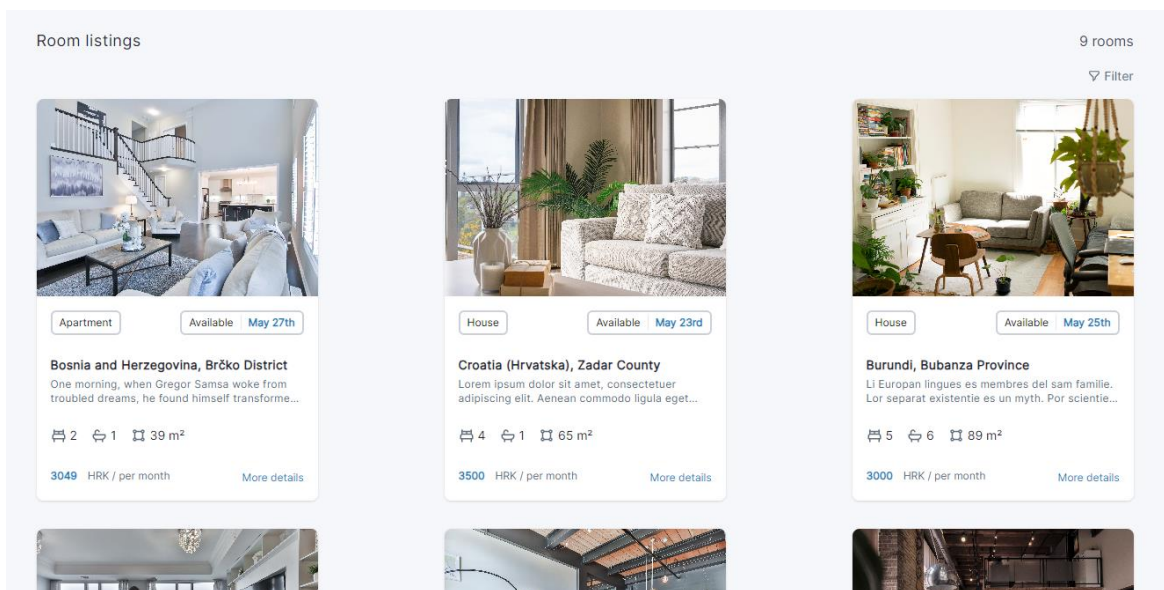 Room listings
9 rooms
Filter
Apartment
Available May 27th
Bosnia and Herzegovina, Brčko District
One morning, when Gregor Samsa woke from
troubled dreams, he found himself transforme...
2 1 39 m²
3049 HRK / per month
More details
House
Available May 23rd
Croatia (Hrvatska), Zadar County
Lorem ipsum dolor sit amet, consectetuer
adipiscing elit. Aenean commodo ligula eget...
4 1 65 m²
3500 HRK / per month
More details
House
Available May 25th
Burundi, Bubanza Province
Li Europan lingues es membres del sam familie.
Lor separat existentie es un myth. Por scientie...
5 6 89 m²
3000 HRK / per month
More details